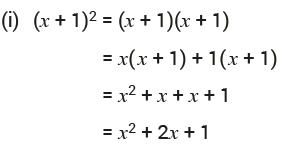 (i) (x + 1)² = (x + 1)(x + 1)
= x(x + 1) + 1(x + 1)
= x² + x + x + 1
= x² + 2x + 1